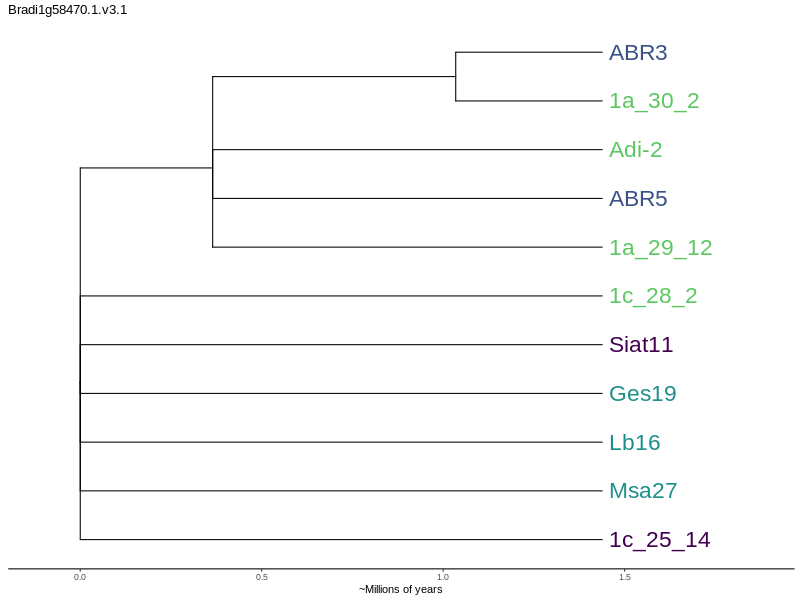 Bradi1g58470.1.v3.1
ABR3
1a_30_2
Adi-2
ABR5
1a_29_12
1c_28_2
Siat11
Ges19
Lb16
Msa27
1c_25_14
0.0 0.5 1.0 1.5
~Millions of years